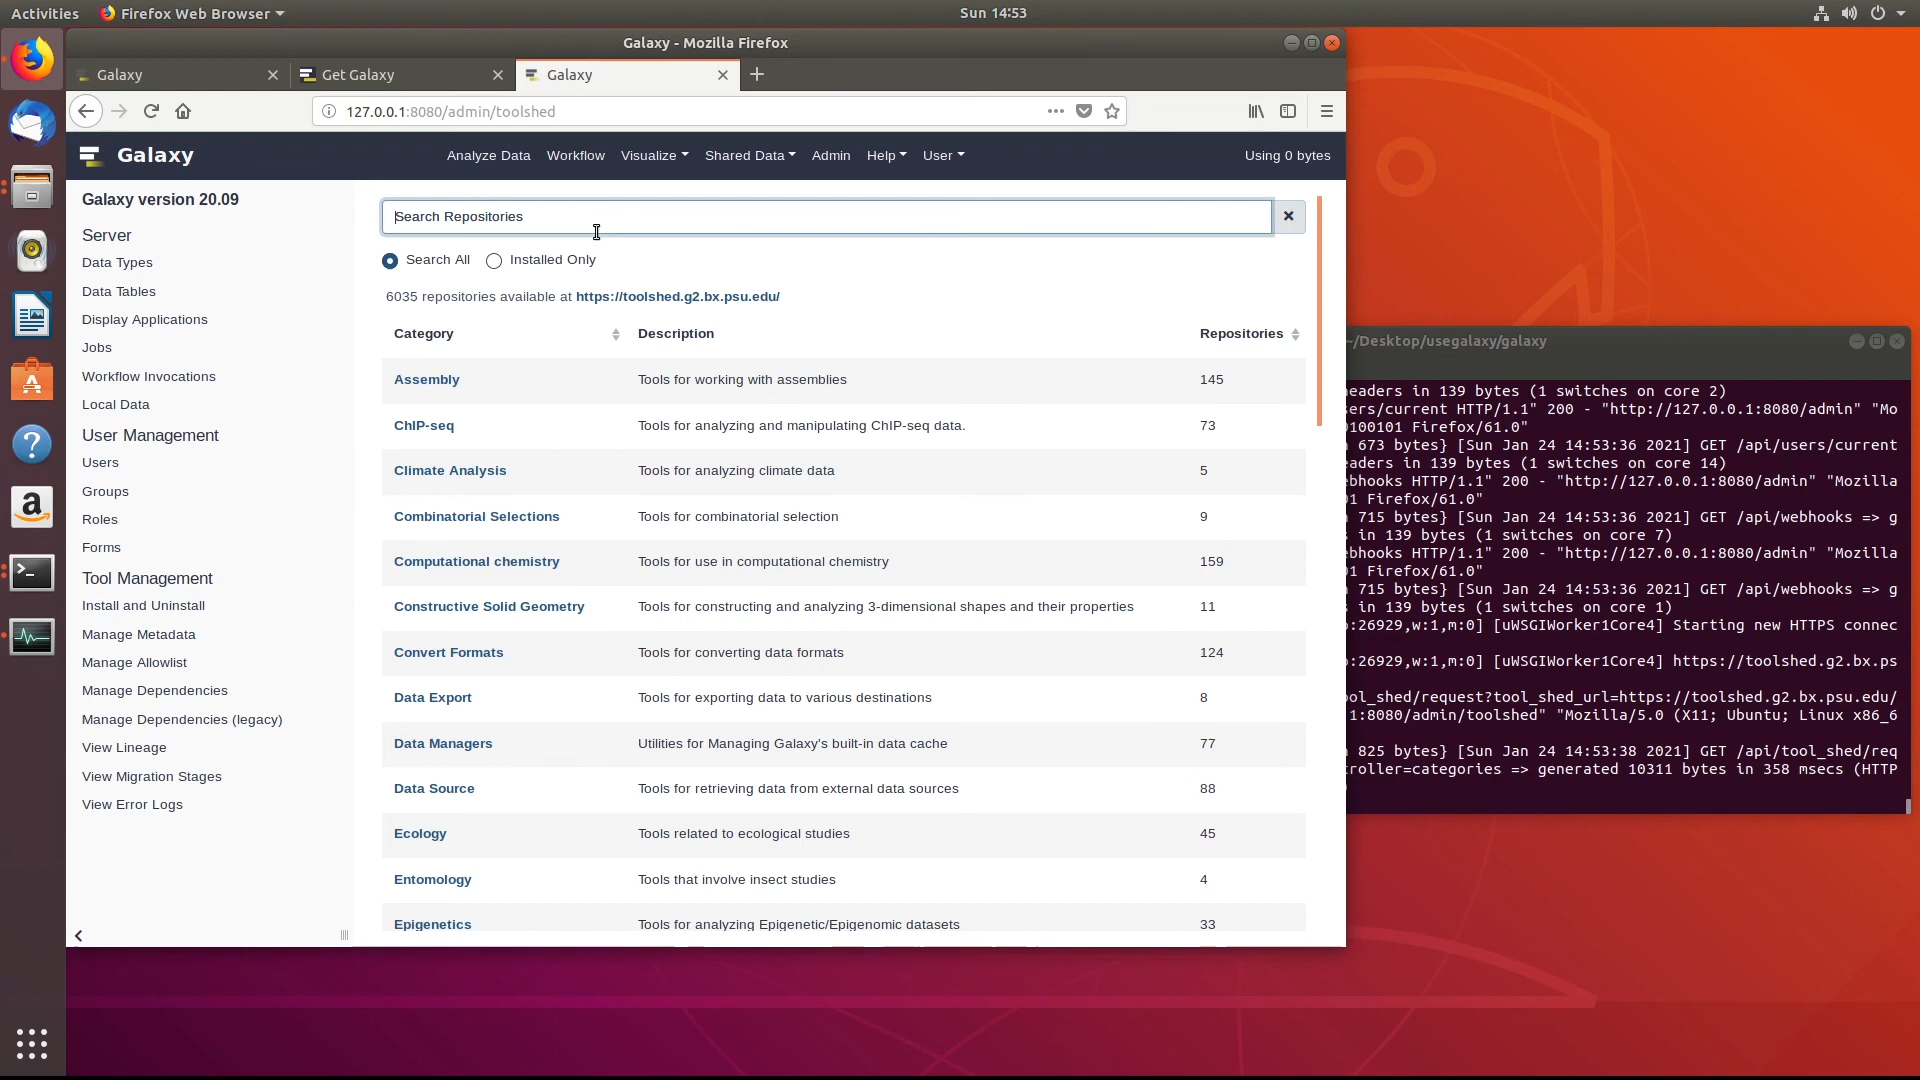 Activities Firefox Web Browser Sun 14:53
Galaxy - Mozilla Firefox
Galaxy Get Galaxy Galaxy
127.0.0.1:8080/admin/toolshed
Galaxy Analyze Data Workflow Visualize Shared Data Admin Help User Using 0 bytes
Galaxy version 20.09
Server
Data Types
Data Tables
Display Applications
Jobs
Workflow Invocations
Local Data
User Management
Users
Groups
Roles
Forms
Tool Management
Install and Uninstall
Manage Metadata
Manage Allowlist
Manage Dependencies
Manage Dependencies (legacy)
View Lineage
View Migration Stages
View Error Logs
Search Repositories
Search All Installed Only
6035 repositories available at https://toolshed.g2.bx.psu.edu/
Category Description Repositories
Assembly Tools for working with assemblies 145
ChIP-seq Tools for analyzing and manipulating ChIP-seq data. 73
Climate Analysis Tools for analyzing climate data 5
Combinatorial Selections Tools for combinatorial selection 9
Computational chemistry Tools for use in computational chemistry 159
Constructive Solid Geometry Tools for constructing and analyzing 3-dimensional shapes and their properties 11
Convert Formats Tools for converting data formats 124
Data Export Tools for exporting data to various destinations 8
Data Managers Utilities for Managing Galaxy's built-in data cache 77
Data Source Tools for retrieving data from external data sources 88
Ecology Tools related to ecological studies 45
Entomology Tools that involve insect studies 4
Epigenetics Tools for analyzing Epigenetic/Epigenomic datasets 33
~/Desktop/usegalaxy/galaxy
eaders in 139 bytes (1 switches on core 2)
sers/current HTTP/1.1" 200 - "http://127.0.0.1:8080/admin" "Mo
0100101 Firefox/61.0"
n 673 bytes} [Sun Jan 24 14:53:36 2021] GET /api/users/current
eaders in 139 bytes (1 switches on core 14)
ebhooks HTTP/1.1" 200 - "http://127.0.0.1:8080/admin" "Mozilla
01 Firefox/61.0"
n 715 bytes} [Sun Jan 24 14:53:36 2021] GET /api/webhooks => g
s in 139 bytes (1 switches on core 7)
ebhooks HTTP/1.1" 200 - "http://127.0.0.1:8080/admin" "Mozilla
01 Firefox/61.0"
n 715 bytes} [Sun Jan 24 14:53:36 2021] GET /api/webhooks => g
s in 139 bytes (1 switches on core 1)
p:26929,w:1,m:0] [uWSGIWorker1Core4] Starting new HTTPS connec
p:26929,w:1,m:0] [uWSGIWorker1Core4] https://toolshed.g2.bx.ps
ool_shed/request?tool_shed_url=https://toolshed.g2.bx.psu.edu/
1:8080/admin/toolshed" "Mozilla/5.0 (X11; Ubuntu; Linux x86_6
n 825 bytes} [Sun Jan 24 14:53:38 2021] GET /api/tool_shed/req
troller=categories => generated 10311 bytes in 358 msecs (HTTP